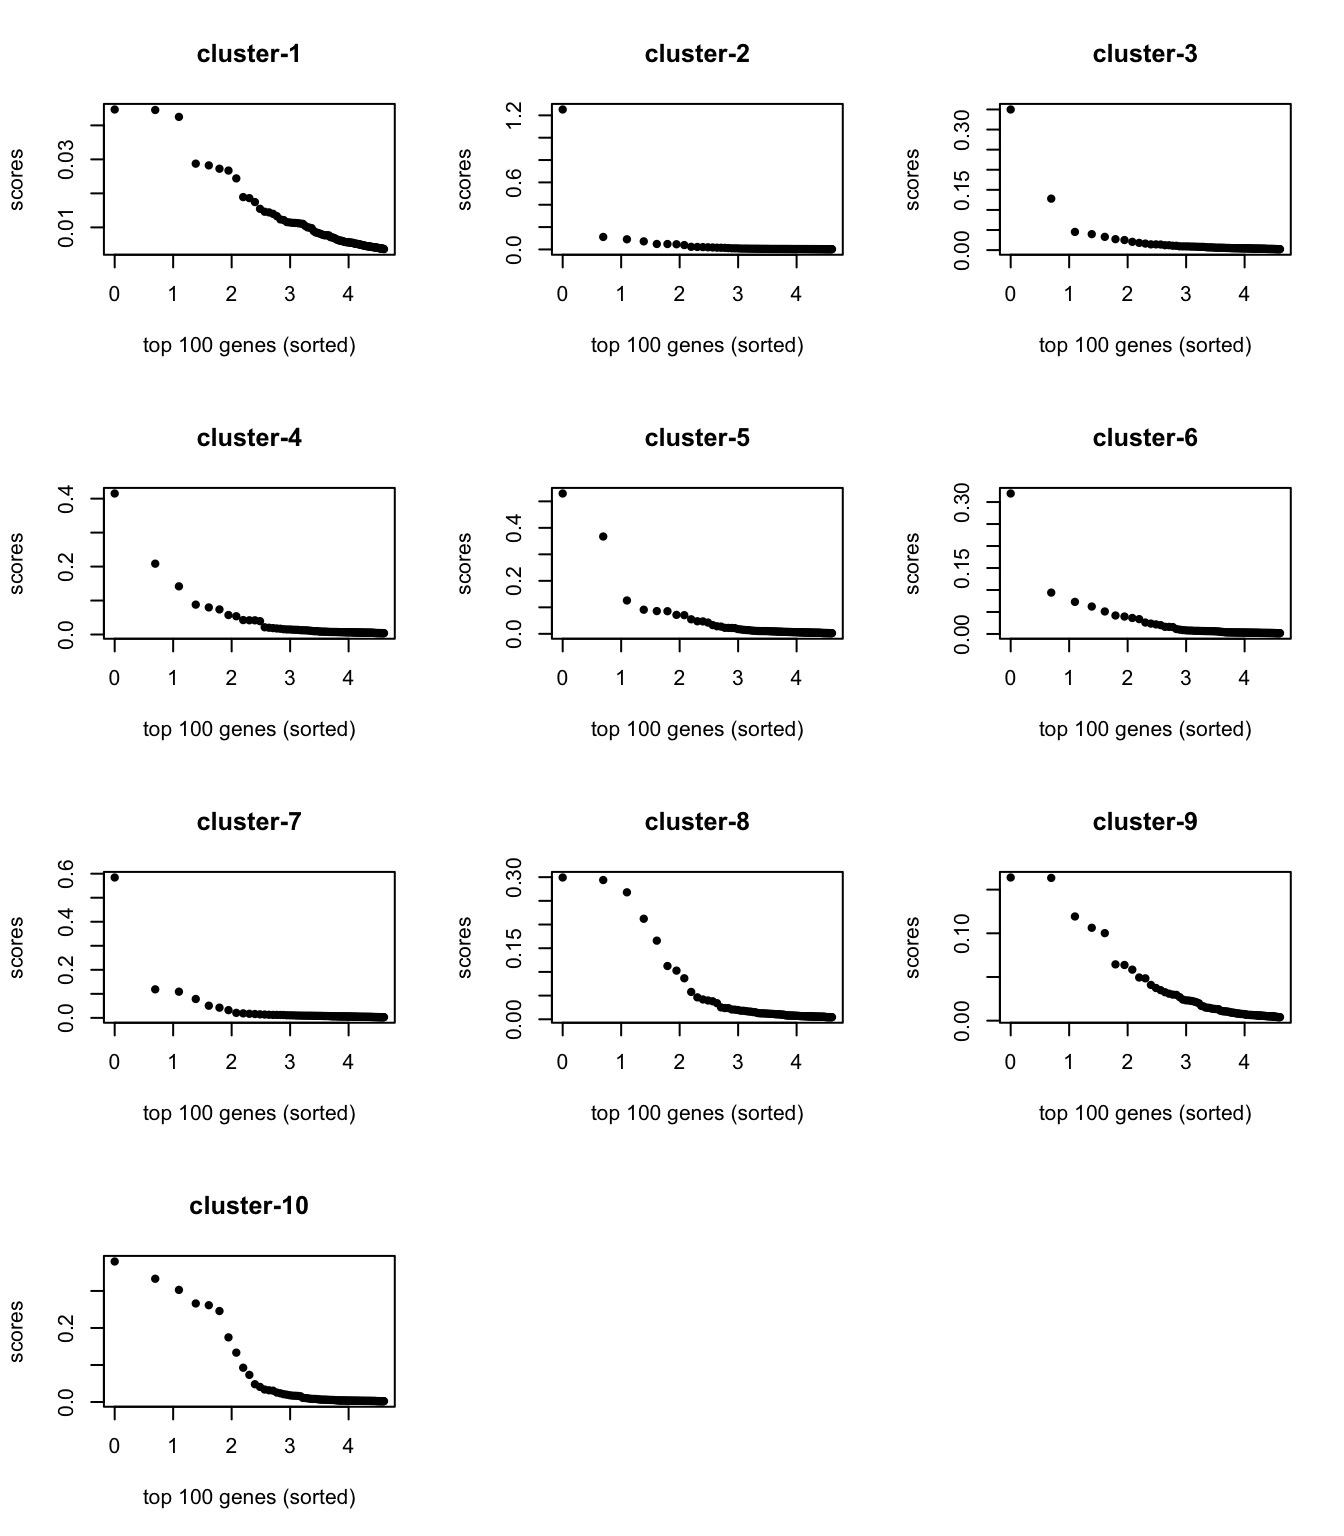 cluster-1
scores
0.01 0.03
0 1 2 3 4
top 100 genes (sorted)
cluster-2
scores
0.0 0.6 1.2
0 1 2 3 4
top 100 genes (sorted)
cluster-3
scores
0.00 0.15 0.30
0 1 2 3 4
top 100 genes (sorted)
cluster-4
scores
0.0 0.2 0.4
0 1 2 3 4
top 100 genes (sorted)
cluster-5
scores
0.0 0.2 0.4
0 1 2 3 4
top 100 genes (sorted)
cluster-6
scores
0.00 0.15 0.30
0 1 2 3 4
top 100 genes (sorted)
cluster-7
scores
0.0 0.2 0.4 0.6
0 1 2 3 4
top 100 genes (sorted)
cluster-8
scores
0.00 0.15 0.30
0 1 2 3 4
top 100 genes (sorted)
cluster-9
scores
0.00 0.10
0 1 2 3 4
top 100 genes (sorted)
cluster-10
scores
0.0 0.2
0 1 2 3 4
top 100 genes (sorted)